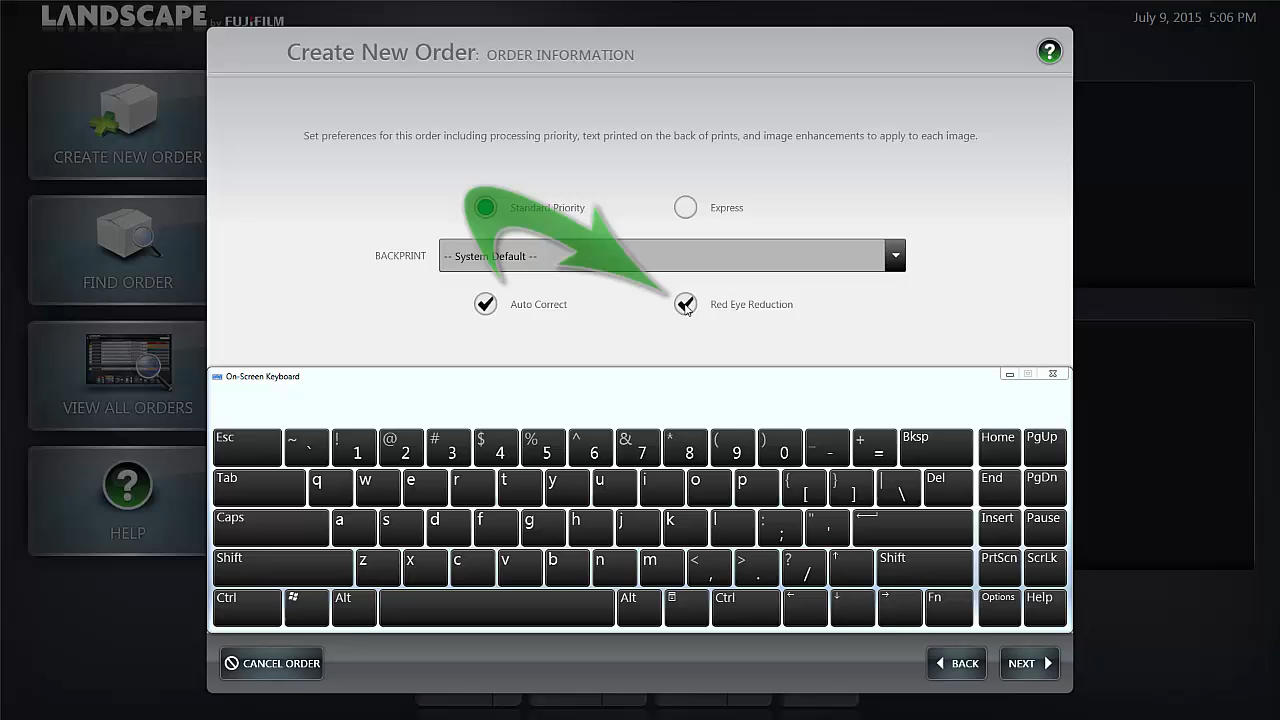 LANDSCAPE by FUJIFILM
July 9, 2015 5:06 PM
Create New Order: ORDER INFORMATION
?
CREATE NEW ORDER
FIND ORDER
VIEW ALL ORDERS
?
HELP
Set preferences for this order including processing priority, text printed on the back of prints, and image enhancements to apply to each image.
Standard Priority
Express
BACKPRINT
-- System Default --
Auto Correct
Red Eye Reduction
On-Screen Keyboard
Esc ~ ` ! 1 @ 2 # 3 $ 4 % 5 ^ 6 & 7 * 8 ( 9 ) 0 _ - + = Bksp Home PgUp
Tab q w e r t y u i o p { [ } ] | \ Del End PgDn
Caps a s d f g h j k l : ; " ' Insert Pause
Shift z x c v b n m < , > . ? / ↑ Shift PrtScn ScrLk
Ctrl Alt Alt Ctrl ← ↓ → Fn Options Help
CANCEL ORDER
BACK
NEXT